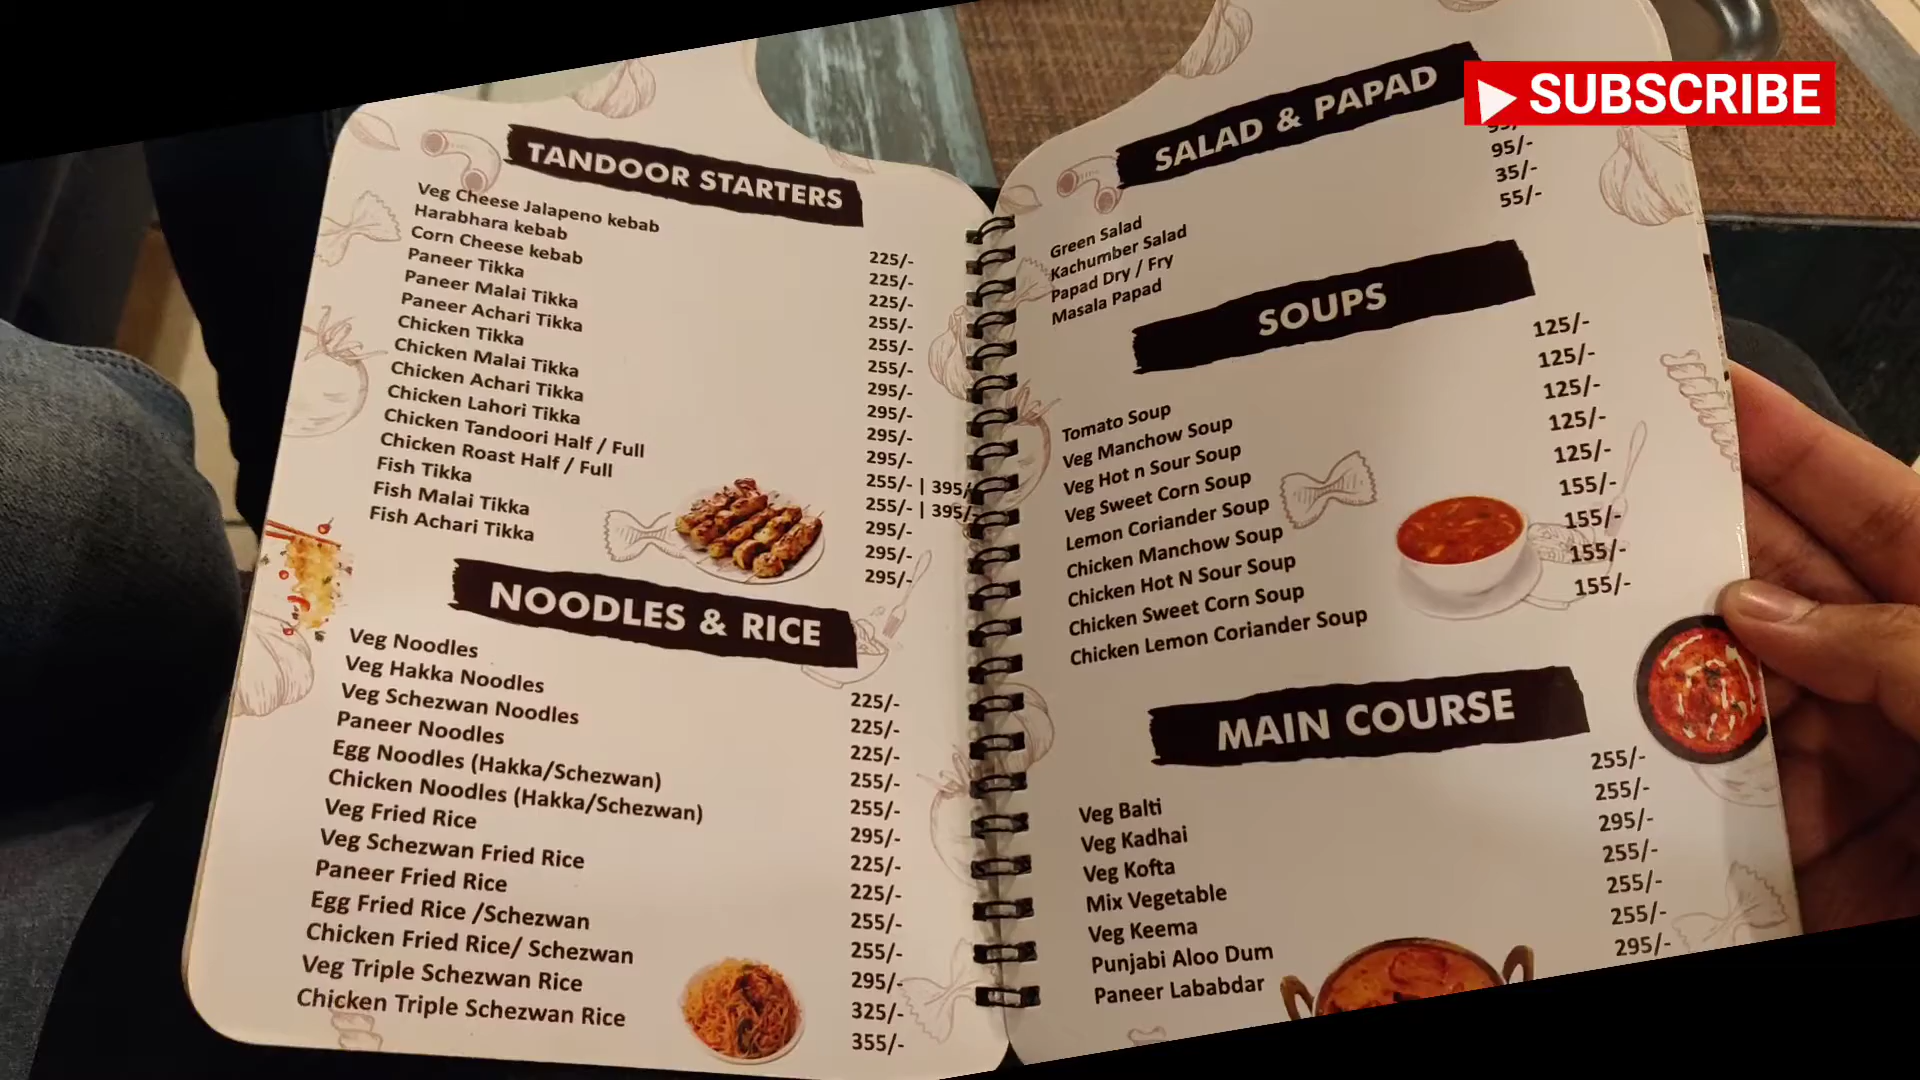 SUBSCRIBE
TANDOOR STARTERS
Veg Cheese Jalapeno kebab 225/-
Harabhara kebab 225/-
Corn Cheese kebab 225/-
Paneer Tikka 255/-
Paneer Malai Tikka 255/-
Paneer Achari Tikka 255/-
Chicken Tikka 295/-
Chicken Malai Tikka 295/-
Chicken Achari Tikka 295/-
Chicken Lahori Tikka 295/-
Chicken Tandoori Half / Full 255/- | 395/-
Chicken Roast Half / Full 255/- | 395/-
Fish Tikka 295/-
Fish Malai Tikka 295/-
Fish Achari Tikka 295/-
NOODLES & RICE
Veg Noodles 225/-
Veg Hakka Noodles 225/-
Veg Schezwan Noodles 225/-
Paneer Noodles 255/-
Egg Noodles (Hakka/Schezwan) 255/-
Chicken Noodles (Hakka/Schezwan) 295/-
Veg Fried Rice 225/-
Veg Schezwan Fried Rice 225/-
Paneer Fried Rice 255/-
Egg Fried Rice /Schezwan 255/-
Chicken Fried Rice/ Schezwan 295/-
Veg Triple Schezwan Rice 325/-
Chicken Triple Schezwan Rice 355/-
SALAD & PAPAD
Green Salad
Kachumber Salad 95/-
Papad Dry / Fry 35/-
Masala Papad 55/-
SOUPS
Tomato Soup 125/-
Veg Manchow Soup 125/-
Veg Hot n Sour Soup 125/-
Veg Sweet Corn Soup 125/-
Lemon Coriander Soup 125/-
Chicken Manchow Soup 155/-
Chicken Hot N Sour Soup 155/-
Chicken Sweet Corn Soup 155/-
Chicken Lemon Coriander Soup 155/-
MAIN COURSE
Veg Balti 255/-
Veg Kadhai 255/-
Veg Kofta 295/-
Mix Vegetable 255/-
Veg Keema 255/-
Punjabi Aloo Dum 255/-
Paneer Lababdar 295/-